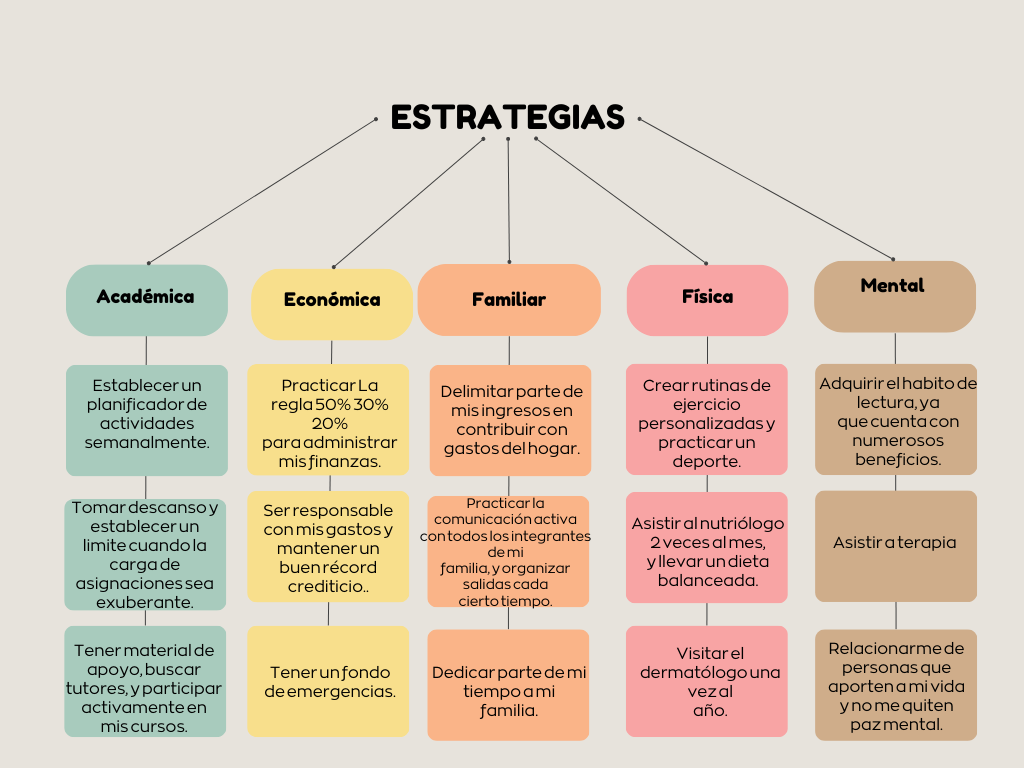 ESTRATEGIAS
Académica
Establecer un
planificador de
actividades
semanalmente.
Tomar descanso y
establecer un
limite cuando la
carga de
asignaciones sea
exuberante.
Tener material de
apoyo, buscar
tutores, y participar
activamente en
mis cursos.
Económica
Practicar La
regla 50% 30%
20%
para administrar
mis finanzas.
Ser responsable
con mis gastos y
mantener un
buen récord
crediticio..
Tener un fondo
de emergencias.
Familiar
Delimitar parte de
mis ingresos en
contribuir con
gastos del hogar.
Practicar la
comunicación activa
con todos los integrantes
de mi
familia, y organizar
salidas cada
cierto tiempo.
Dedicar parte de mi
tiempo a mi
familia.
Física
Crear rutinas de
ejercicio
personalizadas y
practicar un
deporte.
Asistir al nutriólogo
2 veces al mes,
y llevar un dieta
balanceada.
Visitar el
dermatólogo una
vez al
año.
Mental
Adquirir el habito de
lectura, ya
que cuenta con
numerosos
beneficios.
Asistir a terapia
Relacionarme de
personas que
aporten a mi vida
y no me quiten
paz mental.